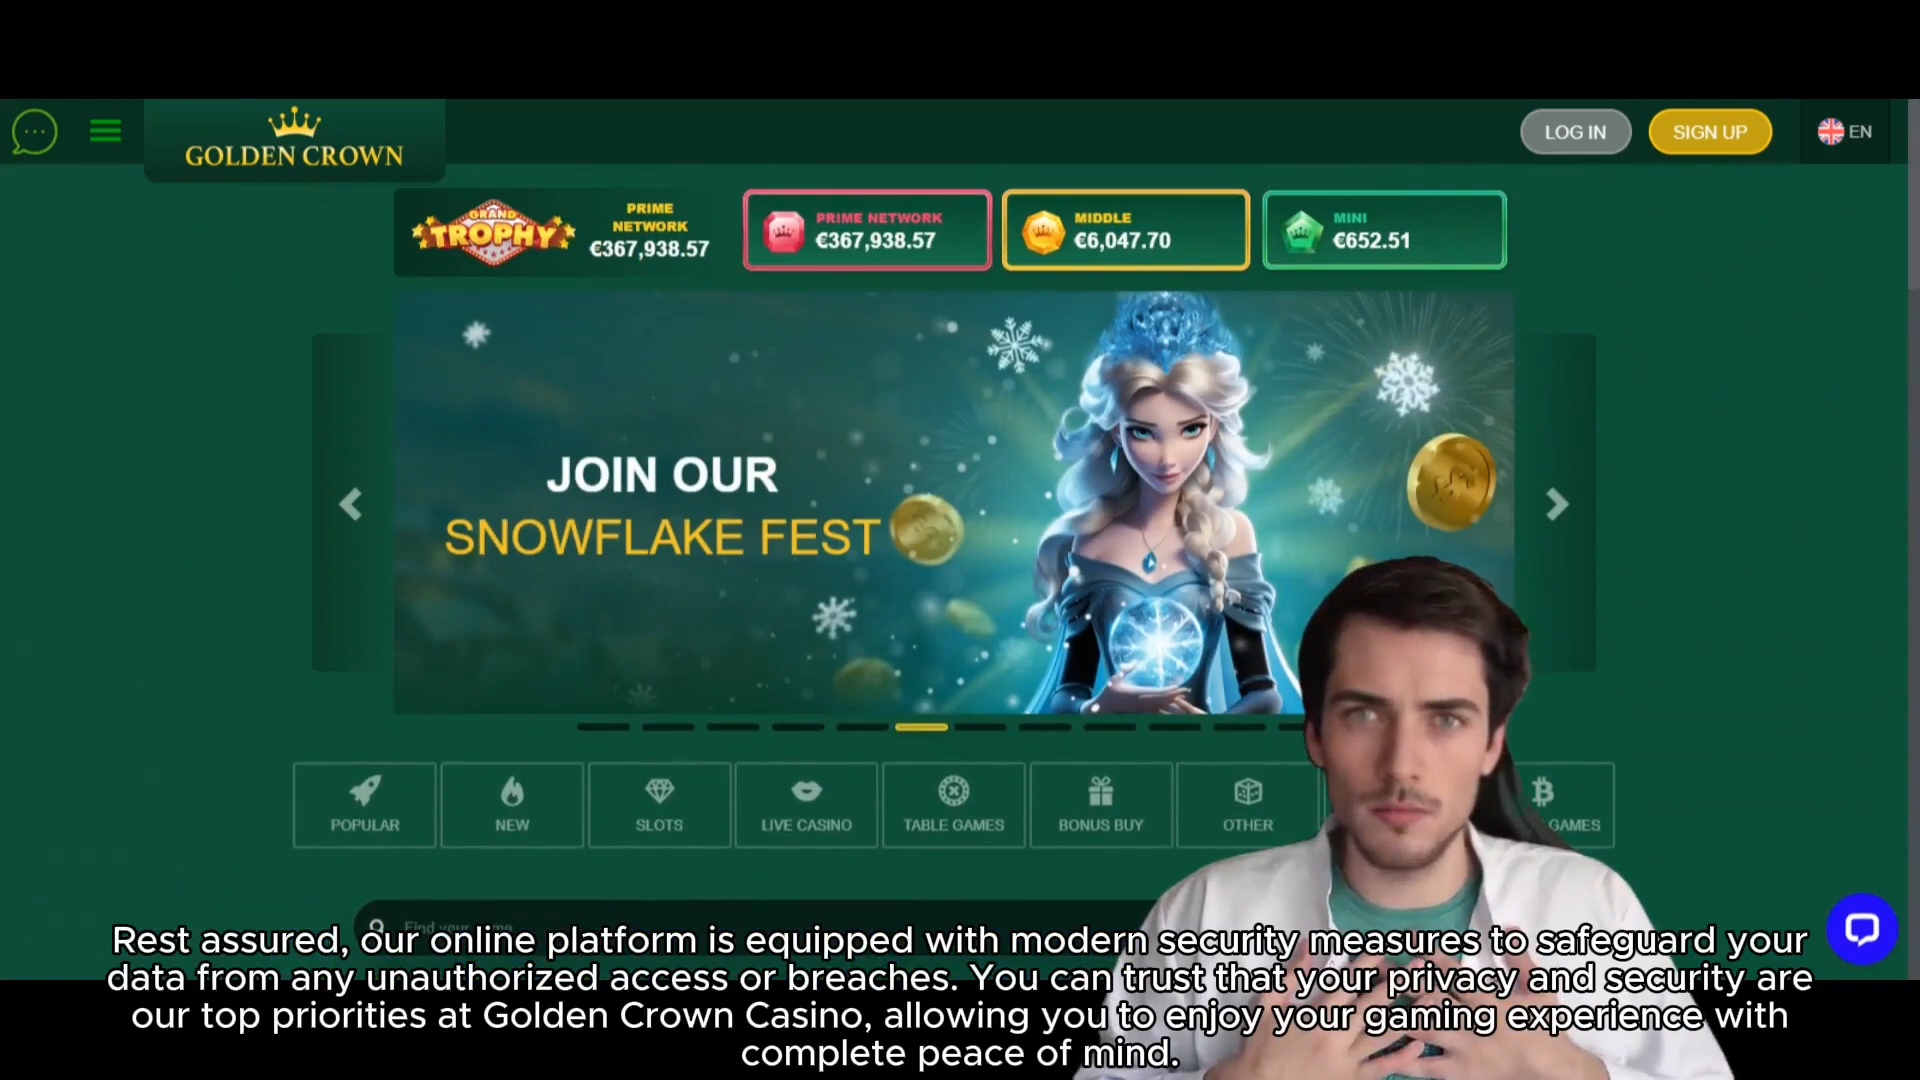 GOLDEN CROWN
LOG IN
SIGN UP
EN
GRAND
TROPHY
PRIME
NETWORK
€367,938.57
PRIME NETWORK
€367,938.57
MIDDLE
€6,047.70
MINI
€652.51
JOIN OUR
SNOWFLAKE FEST
POPULAR
NEW
SLOTS
LIVE CASINO
TABLE GAMES
BONUS BUY
OTHER
GAMES
Rest assured, our online platform is equipped with modern security measures to safeguard your
data from any unauthorized access or breaches. You can trust that your privacy and security are
our top priorities at Golden Crown Casino, allowing you to enjoy your gaming experience with
complete peace of mind.